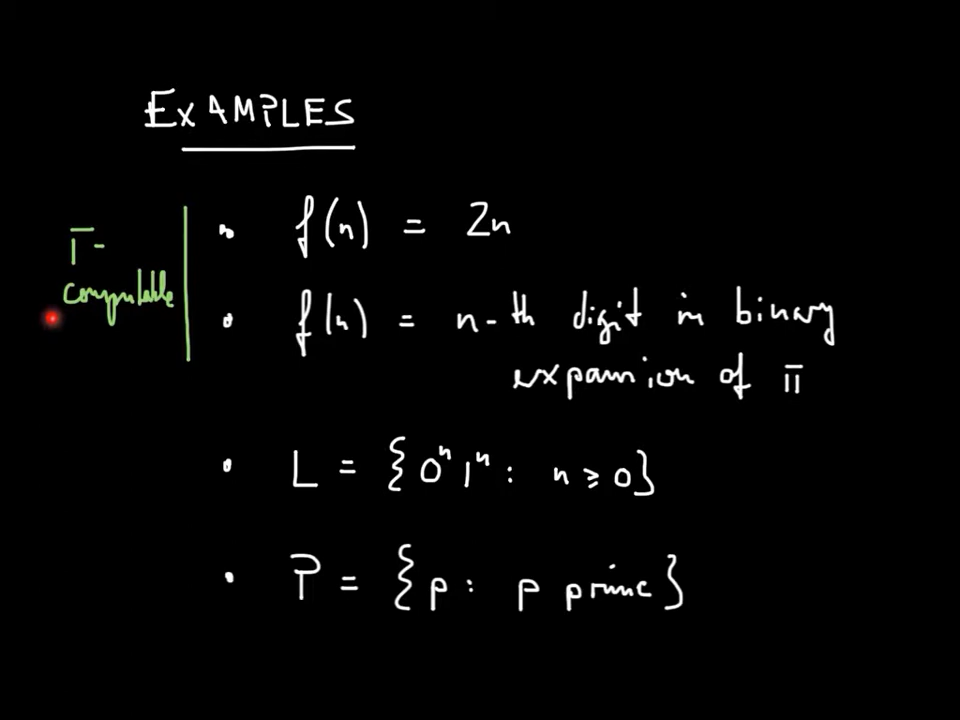 EXAMPLES
T-
computable
• f(n) = 2n
• f(n) = n-th digit in binary
expansion of π
• L = {0ⁿ1ⁿ : n ≥ 0}
• P = {p : p prime}